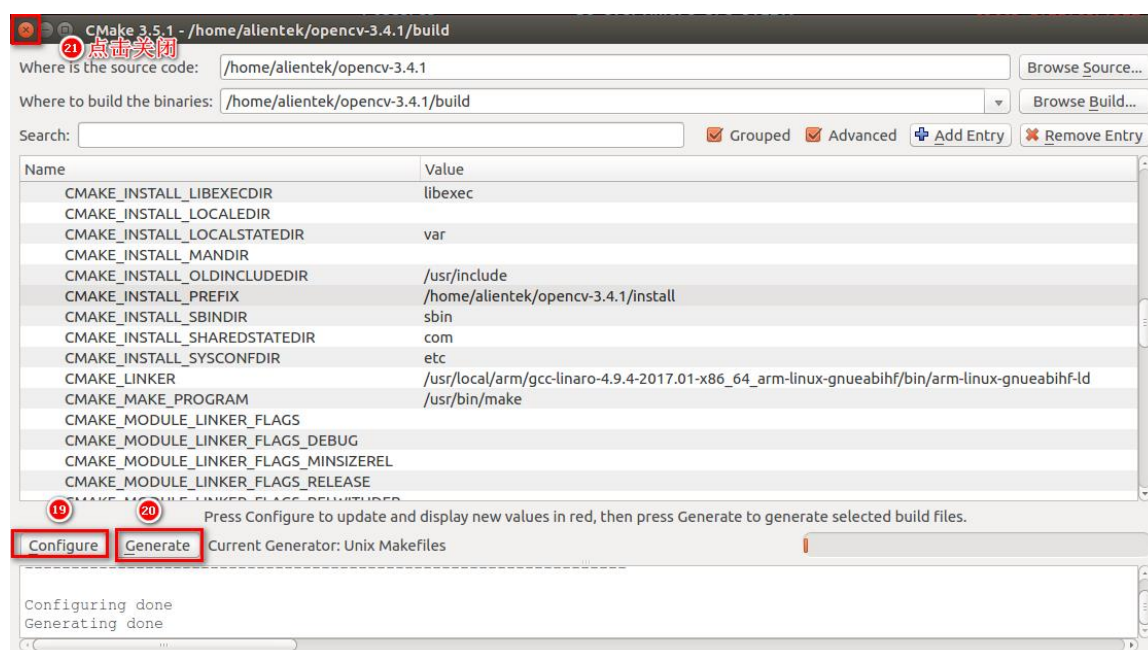 CMake 3.5.1 - /home/alientek/opencv-3.4.1/build
21 点击关闭
Where is the source code: /home/alientek/opencv-3.4.1 Browse Source...
Where to build the binaries: /home/alientek/opencv-3.4.1/build Browse Build...
Search: Grouped Advanced Add Entry Remove Entry
Name Value
CMAKE_INSTALL_LIBEXECDIR libexec
CMAKE_INSTALL_LOCALEDIR
CMAKE_INSTALL_LOCALSTATEDIR var
CMAKE_INSTALL_MANDIR
CMAKE_INSTALL_OLDINCLUDEDIR /usr/include
CMAKE_INSTALL_PREFIX /home/alientek/opencv-3.4.1/install
CMAKE_INSTALL_SBINDIR sbin
CMAKE_INSTALL_SHAREDSTATEDIR com
CMAKE_INSTALL_SYSCONFDIR etc
CMAKE_LINKER /usr/local/arm/gcc-linaro-4.9.4-2017.01-x86_64_arm-linux-gnueabihf/bin/arm-linux-gnueabihf-ld
CMAKE_MAKE_PROGRAM /usr/bin/make
CMAKE_MODULE_LINKER_FLAGS
CMAKE_MODULE_LINKER_FLAGS_DEBUG
CMAKE_MODULE_LINKER_FLAGS_MINSIZEREL
CMAKE_MODULE_LINKER_FLAGS_RELEASE
19 20
Press Configure to update and display new values in red, then press Generate to generate selected build files.
Configure Generate Current Generator: Unix Makefiles
Configuring done
Generating done